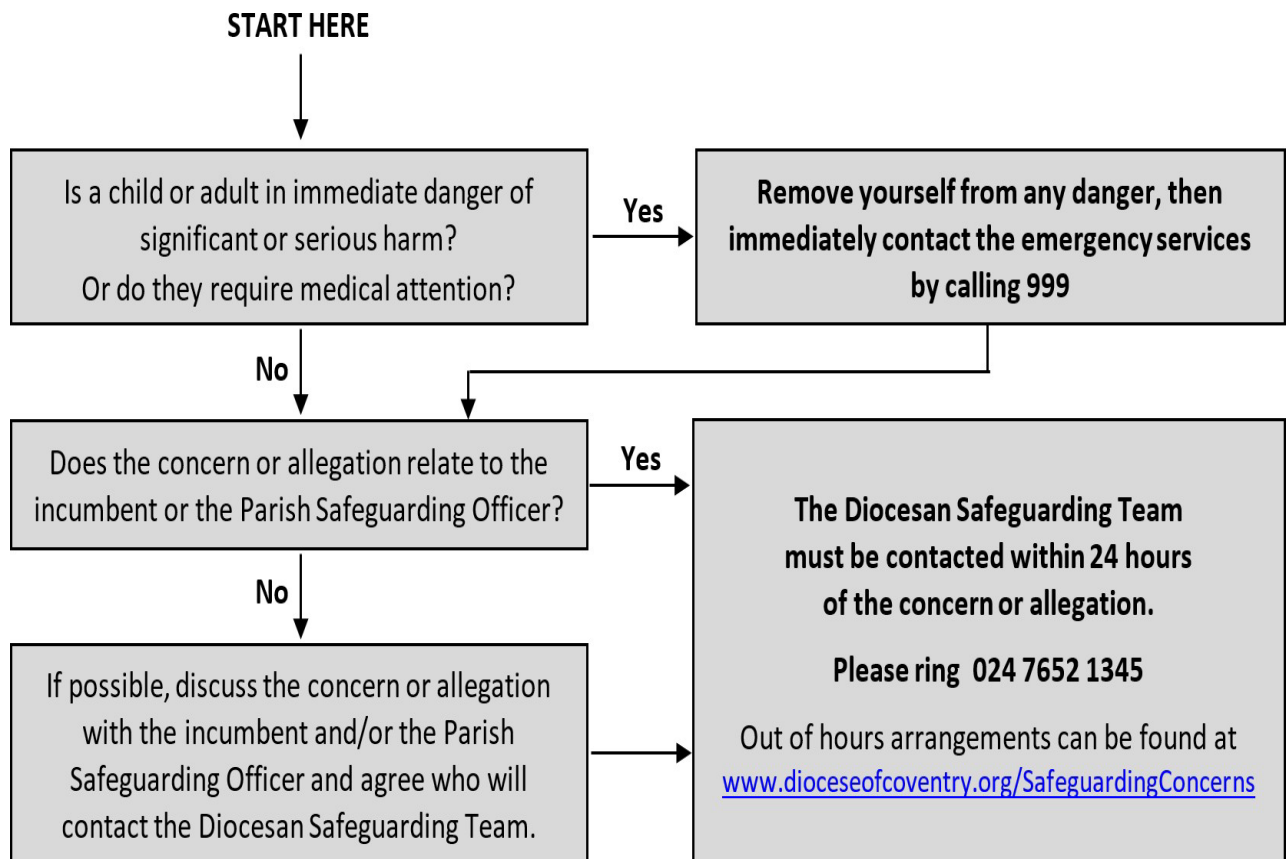 START HERE
Is a child or adult in immediate danger of
significant or serious harm?
Or do they require medical attention?
Yes
Remove yourself from any danger, then
immediately contact the emergency services
by calling 999
No
Does the concern or allegation relate to the
incumbent or the Parish Safeguarding Officer?
Yes
The Diocesan Safeguarding Team
must be contacted within 24 hours
of the concern or allegation.
Please ring 024 7652 1345
Out of hours arrangements can be found at
www.dioceseofcoventry.org/SafeguardingConcerns
No
If possible, discuss the concern or allegation
with the incumbent and/or the Parish
Safeguarding Officer and agree who will
contact the Diocesan Safeguarding Team.